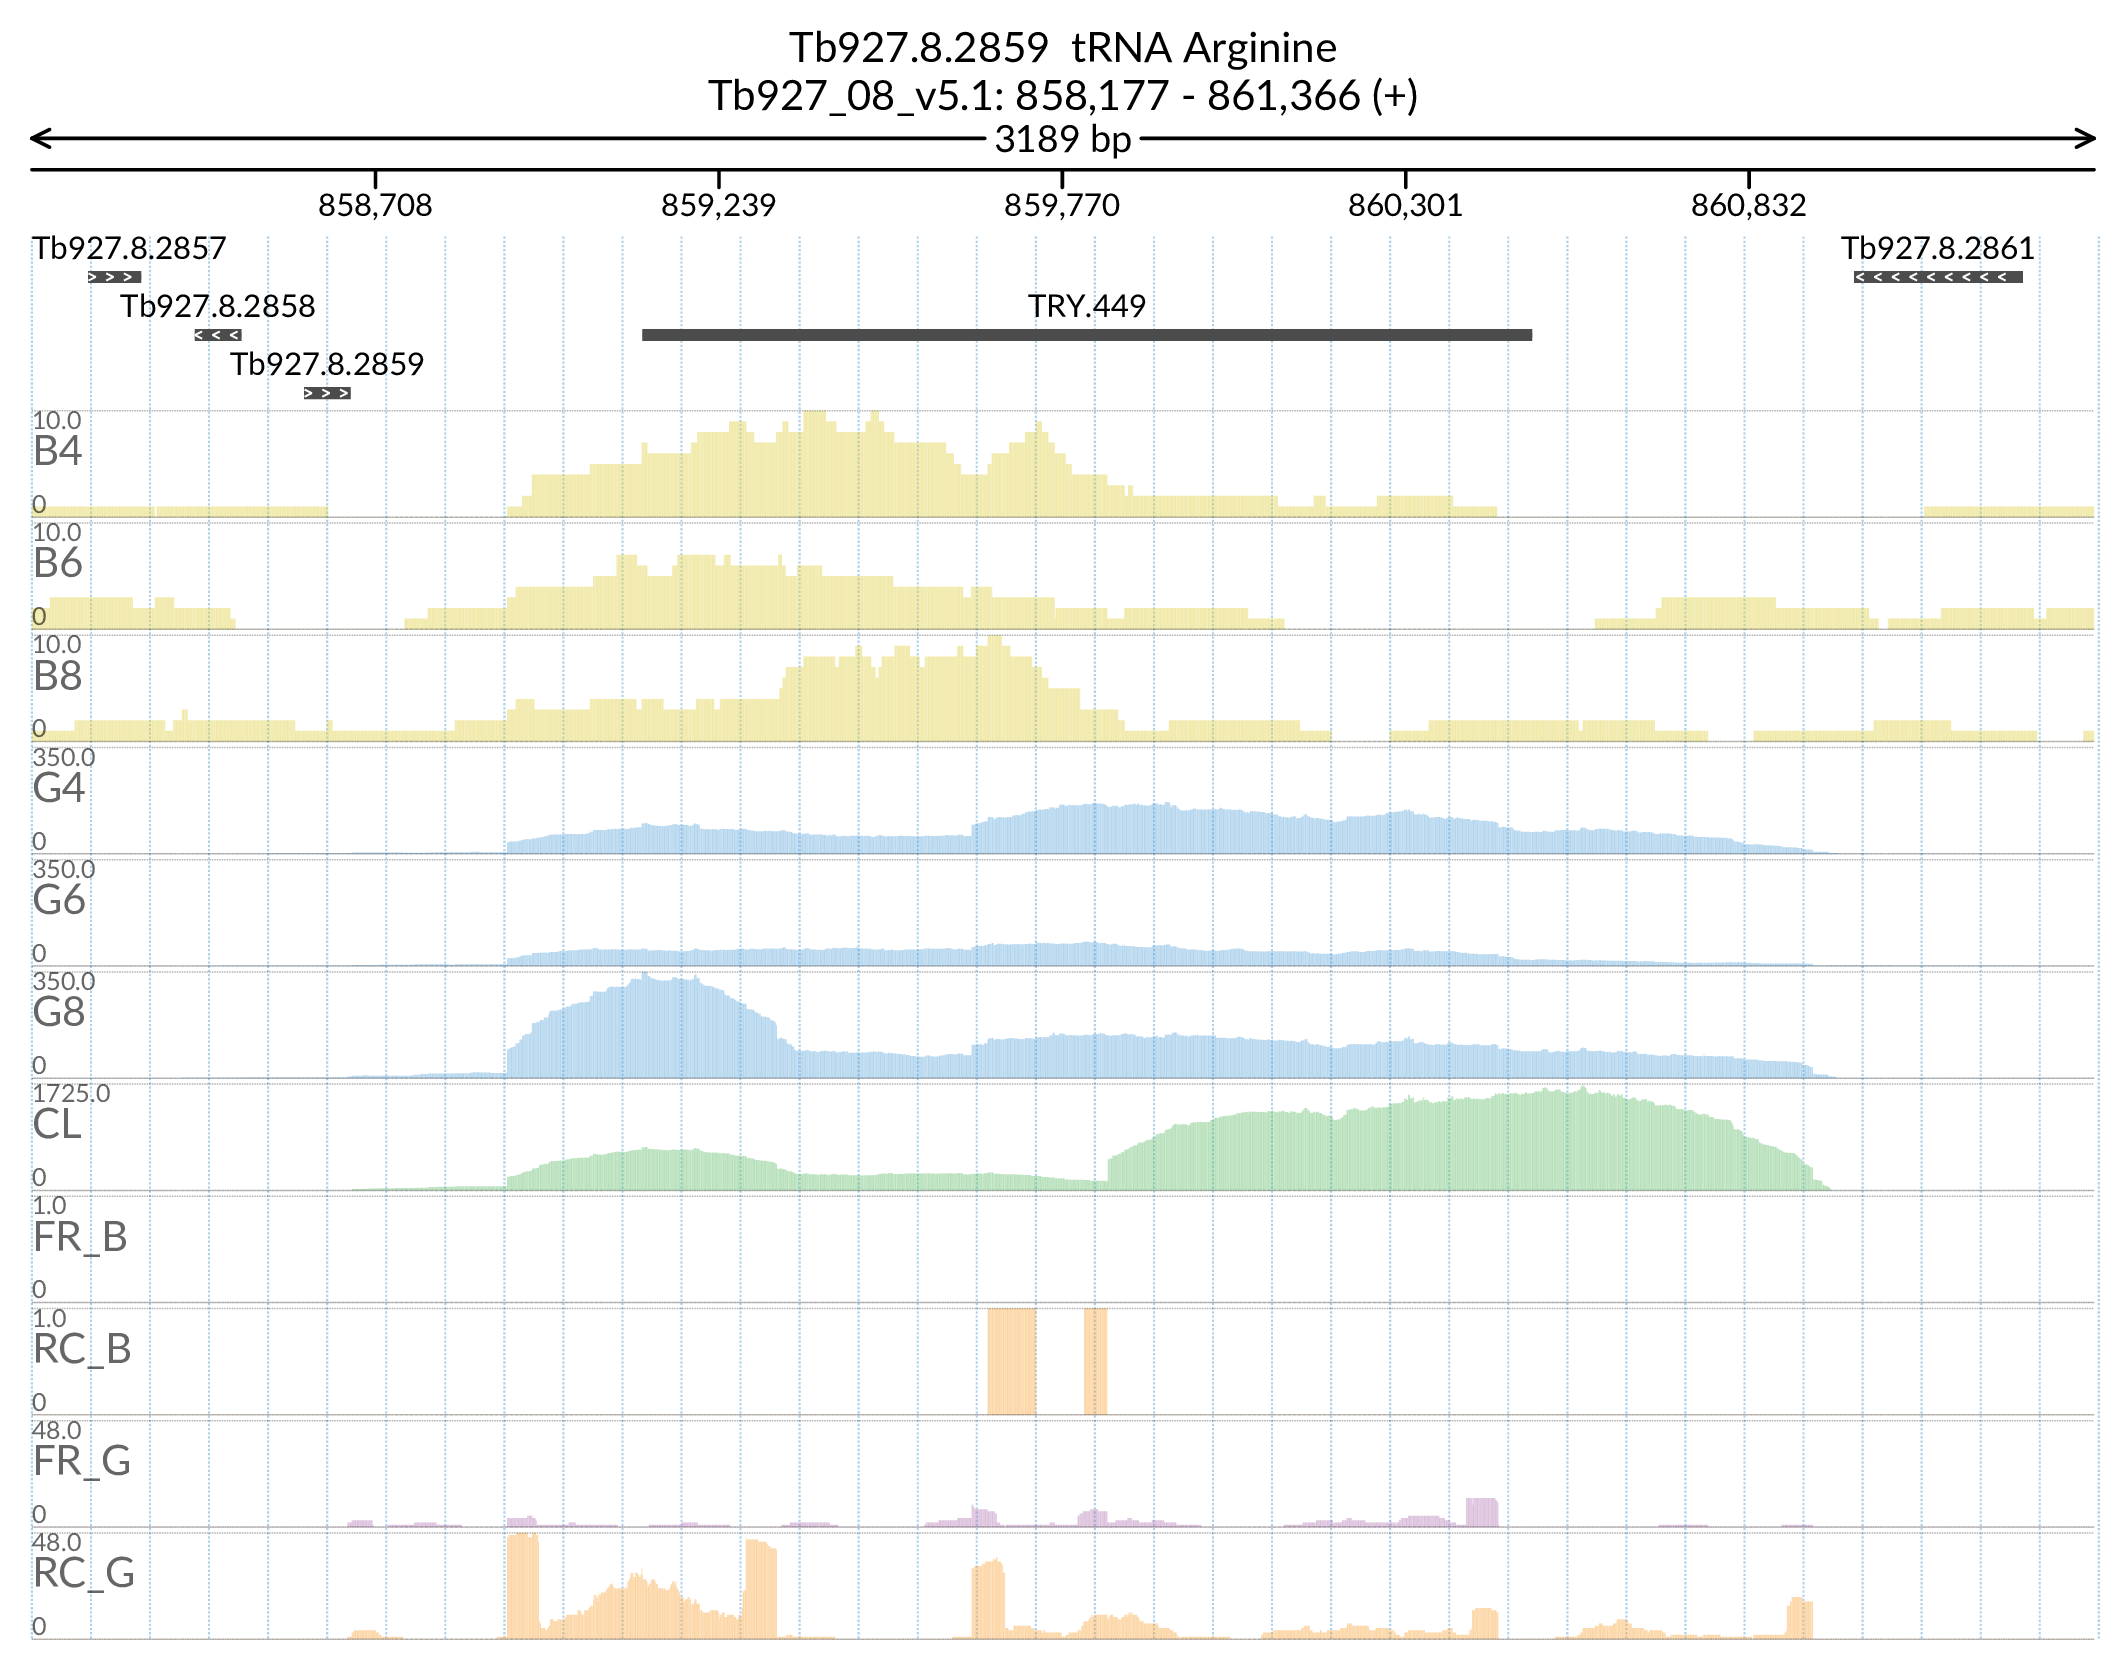 Tb927.8.2859 tRNA Arginine
Tb927_08_v5.1: 858,177 - 861,366 (+)
3189 bp
858,708 859,239 859,770 860,301 860,832
Tb927.8.2857 Tb927.8.2861
Tb927.8.2858 TRY.449
Tb927.8.2859
10.0
B4
0
10.0
B6
0
10.0
B8
0
350.0
G4
0
350.0
G6
0
350.0
G8
0
1725.0
CL
0
1.0
FR_B
0
1.0
RC_B
0
48.0
FR_G
0
48.0
RC_G
0